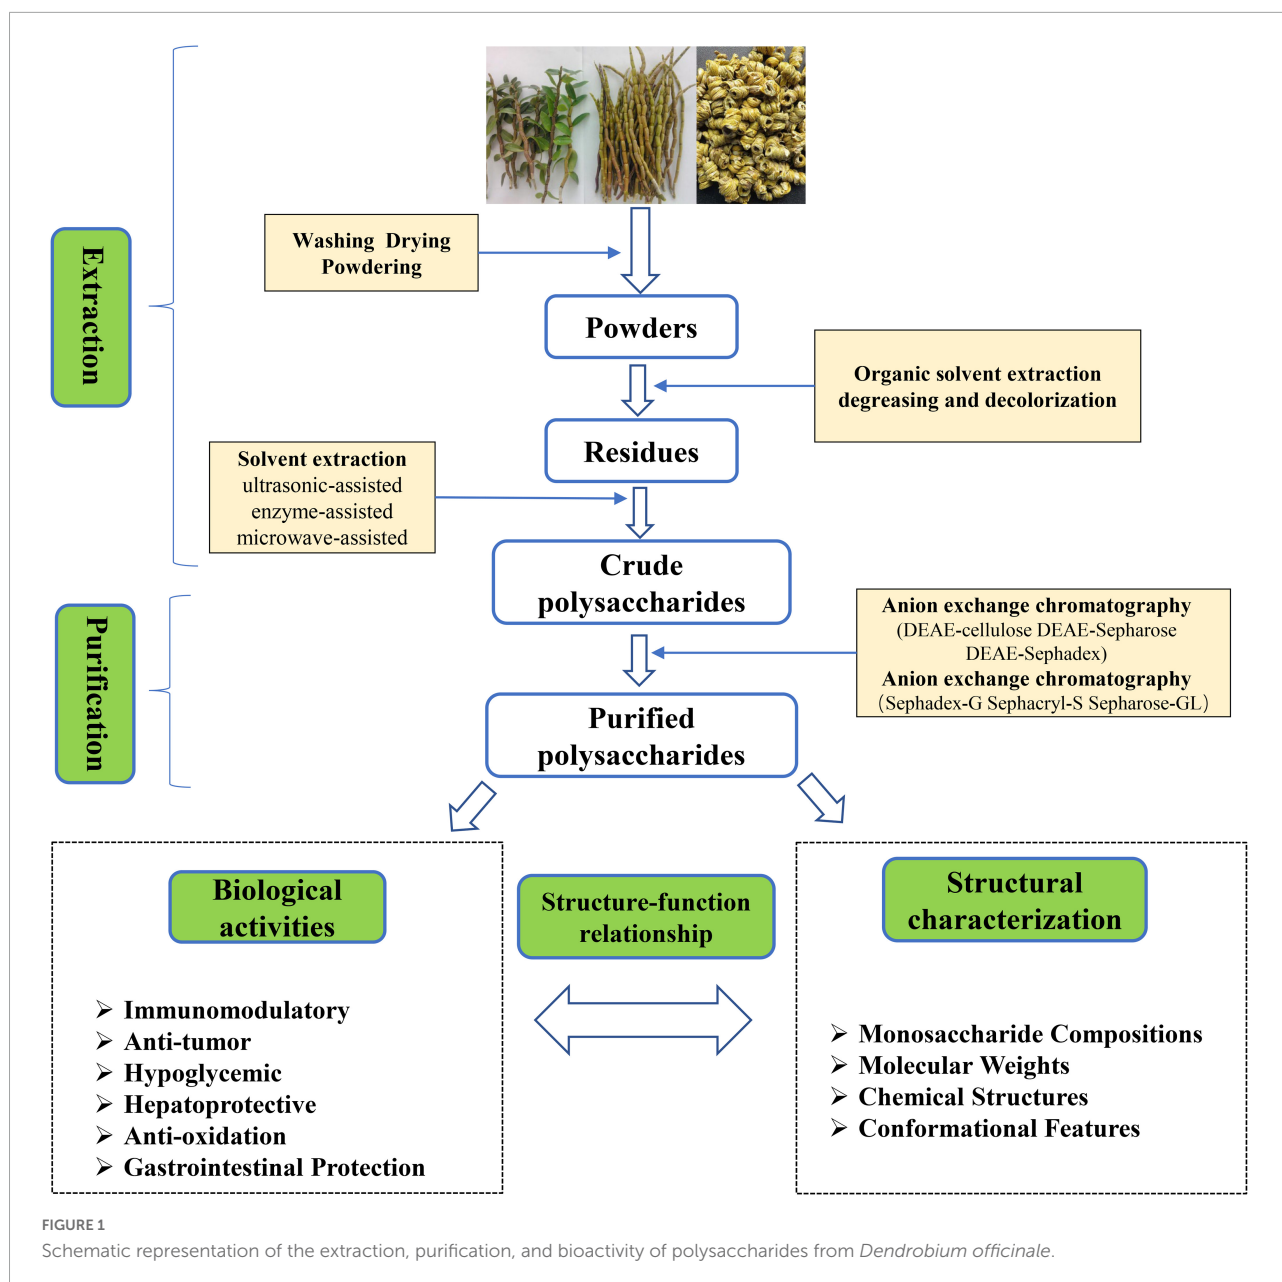 Extraction
Washing Drying
Powdering
Powders
Organic solvent extraction
degreasing and decolorization
Residues
Solvent extraction
ultrasonic-assisted
enzyme-assisted
microwave-assisted
Crude
polysaccharides
Purification
Anion exchange chromatography
(DEAE-cellulose DEAE-Sepharose
DEAE-Sephadex)
Anion exchange chromatography
(Sephadex-G Sephacryl-S Sepharose-GL)
Purified
polysaccharides
Biological
activities
➢ Immunomodulatory
➢ Anti-tumor
➢ Hypoglycemic
➢ Hepatoprotective
➢ Anti-oxidation
➢ Gastrointestinal Protection
Structure-function
relationship
Structural
characterization
➢ Monosaccharide Compositions
➢ Molecular Weights
➢ Chemical Structures
➢ Conformational Features
FIGURE 1
Schematic representation of the extraction, purification, and bioactivity of polysaccharides from Dendrobium officinale.